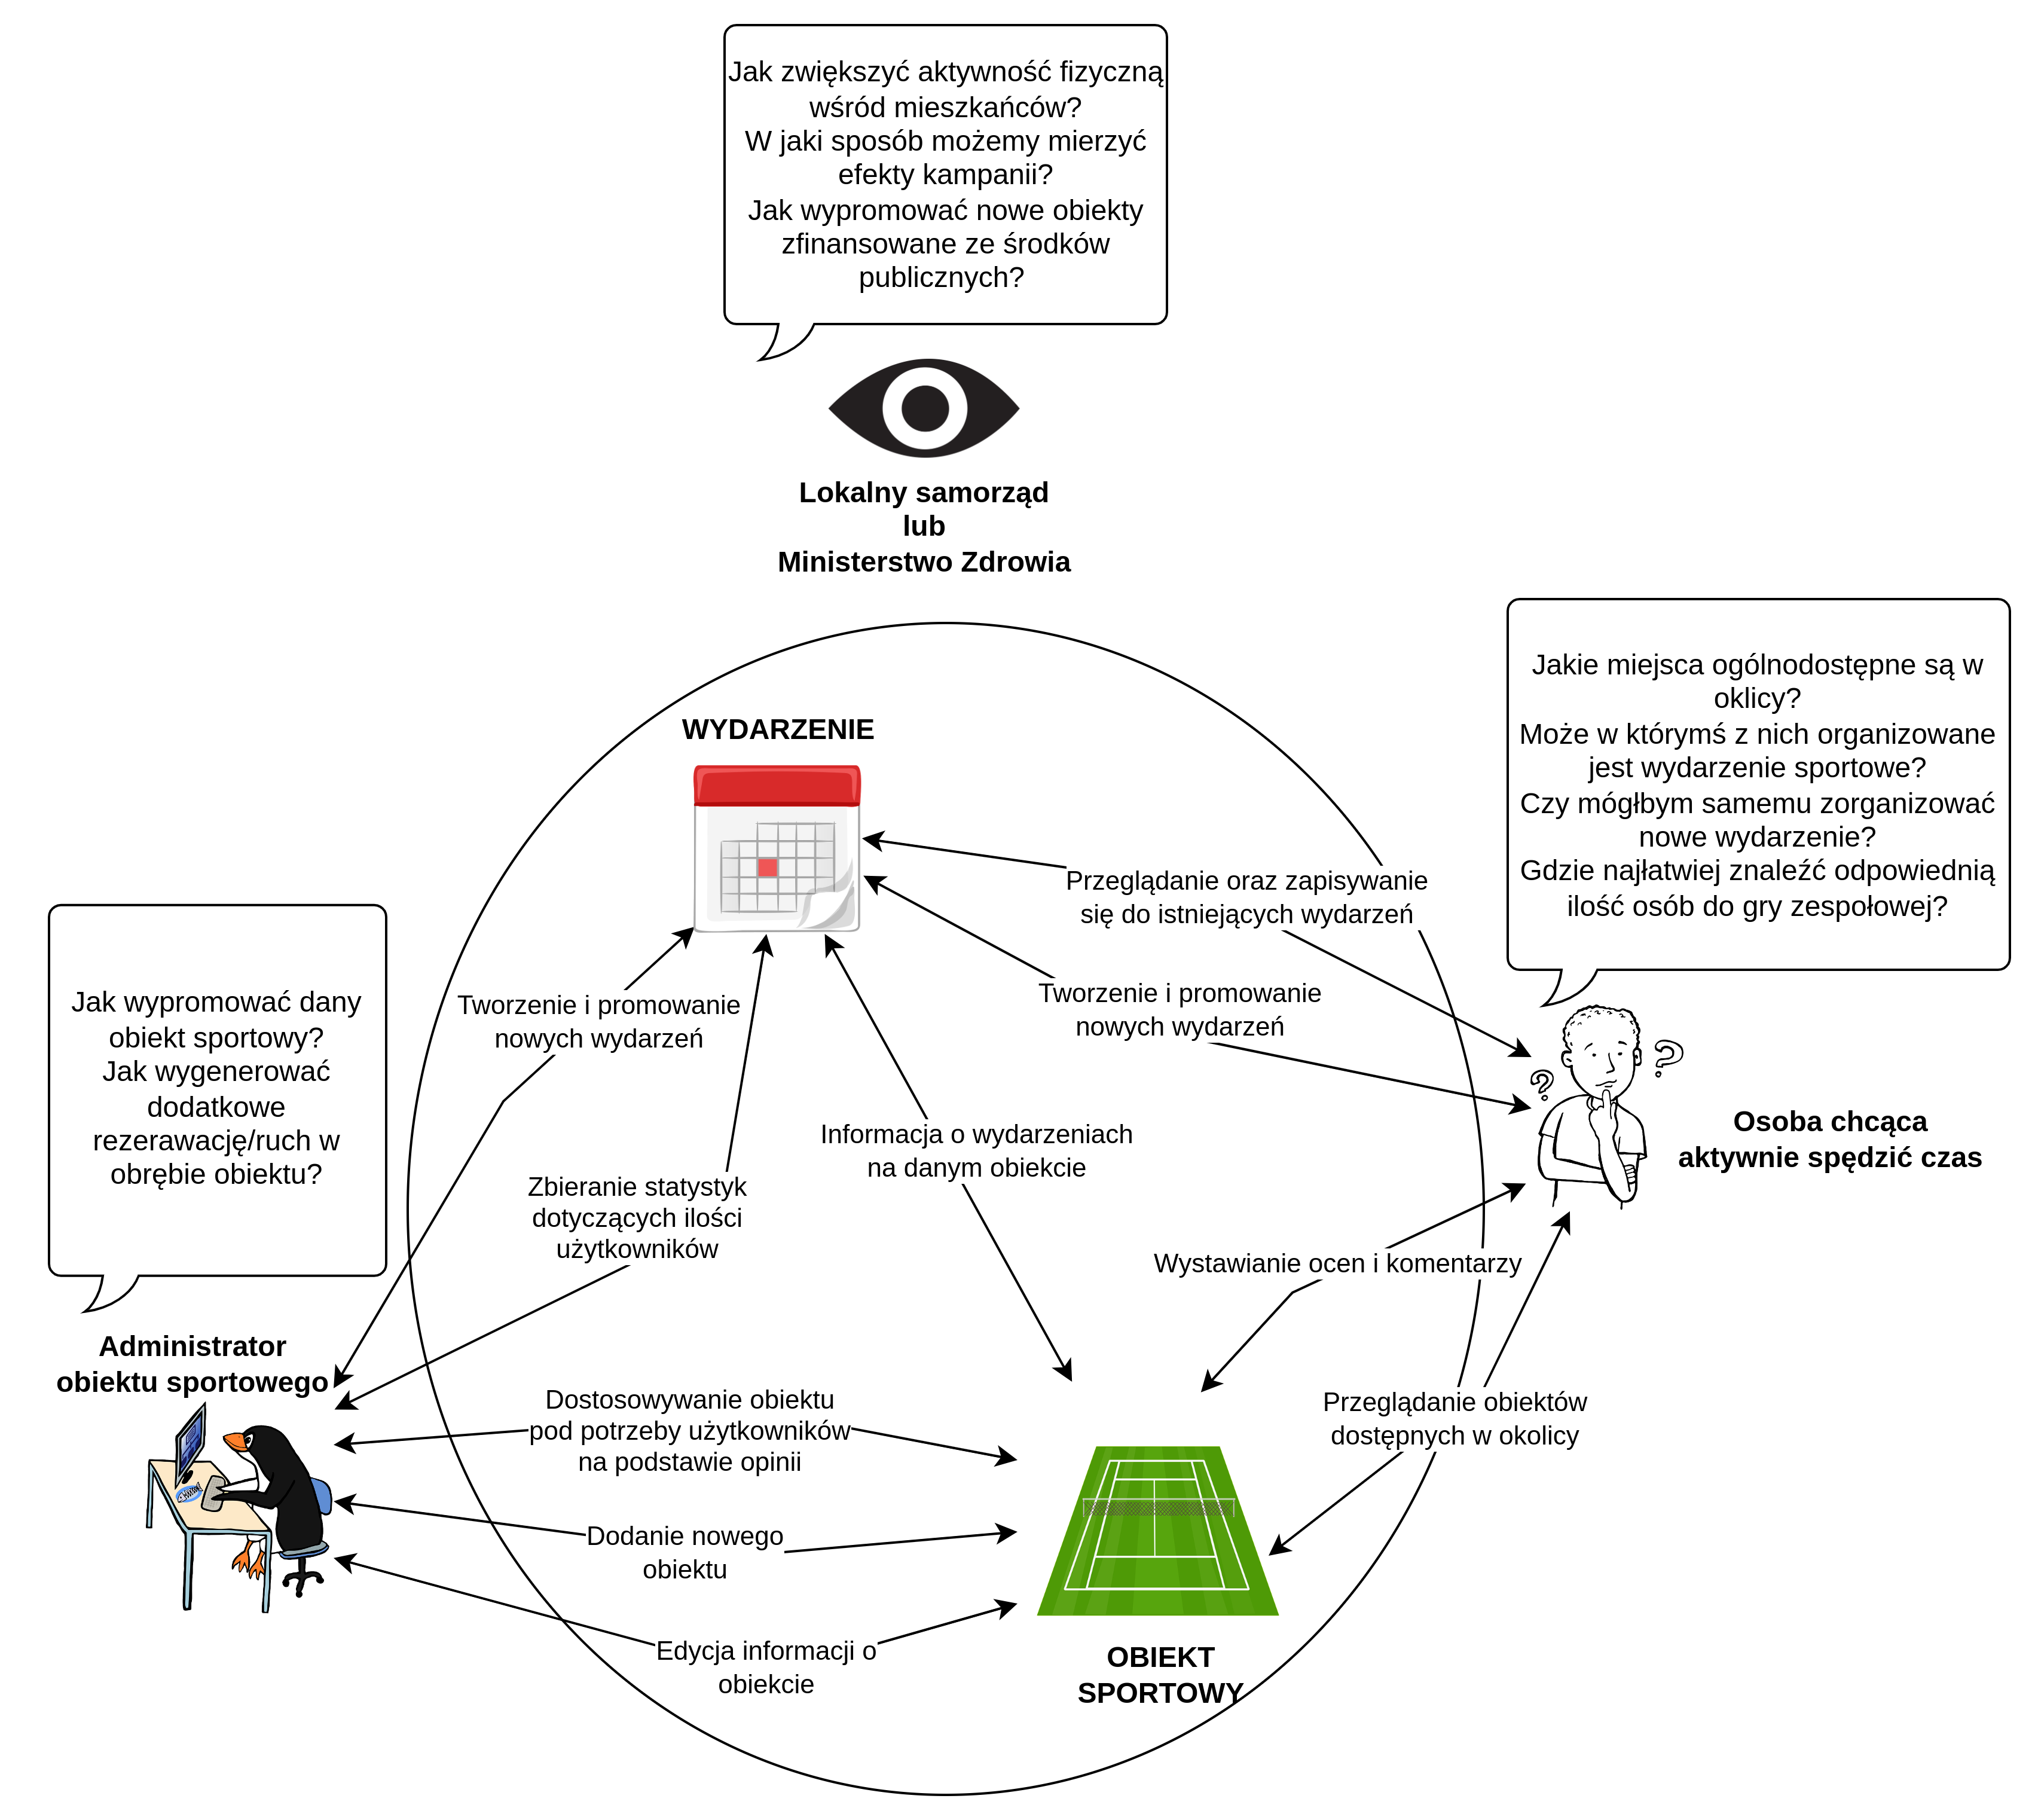 Jak zwiększyć aktywność fizyczną
wśród mieszkańców?
W jaki sposób możemy mierzyć
efekty kampanii?
Jak wypromować nowe obiekty
zfinansowane ze środków
publicznych?
Lokalny samorząd
lub
Ministerstwo Zdrowia
Jakie miejsca ogólnodostępne są w
oklicy?
Może w którymś z nich organizowane
jest wydarzenie sportowe?
Czy mógłbym samemu zorganizować
nowe wydarzenie?
Gdzie najłatwiej znaleźć odpowiednią
ilość osób do gry zespołowej?
WYDARZENIE
Przeglądanie oraz zapisywanie
się do istniejących wydarzeń
Jak wypromować dany
obiekt sportowy?
Jak wygenerować
dodatkowe
rezerawację/ruch w
obrębie obiektu?
Tworzenie i promowanie
nowych wydarzeń
Tworzenie i promowanie
nowych wydarzeń
Osoba chcąca
aktywnie spędzić czas
Informacja o wydarzeniach
na danym obiekcie
Zbieranie statystyk
dotyczących ilości
użytkowników
Wystawianie ocen i komentarzy
Administrator
obiektu sportowego
Dostosowywanie obiektu
pod potrzeby użytkowników
na podstawie opinii
Przeglądanie obiektów
dostępnych w okolicy
Dodanie nowego
obiektu
Edycja informacji o
obiekcie
OBIEKT
SPORTOWY